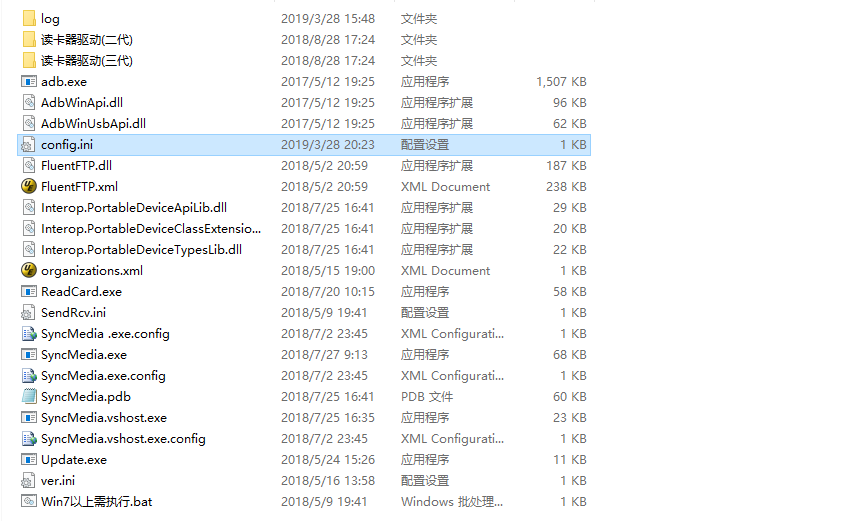 log 2019/3/28 15:48 文件夹
读卡器驱动(二代) 2018/8/28 17:24 文件夹
读卡器驱动(三代) 2018/8/28 17:24 文件夹
adb.exe 2017/5/12 19:25 应用程序 1,507 KB
AdbWinApi.dll 2017/5/12 19:25 应用程序扩展 96 KB
AdbWinUsbApi.dll 2017/5/12 19:25 应用程序扩展 62 KB
config.ini 2019/3/28 20:23 配置设置 1 KB
FluentFTP.dll 2018/5/2 20:59 应用程序扩展 187 KB
FluentFTP.xml 2018/5/2 20:59 XML Document 238 KB
Interop.PortableDeviceApiLib.dll 2018/7/25 16:41 应用程序扩展 29 KB
Interop.PortableDeviceClassExtensio... 2018/7/25 16:41 应用程序扩展 20 KB
Interop.PortableDeviceTypesLib.dll 2018/7/25 16:41 应用程序扩展 22 KB
organizations.xml 2018/5/15 19:00 XML Document 1 KB
ReadCard.exe 2018/7/20 10:15 应用程序 58 KB
SendRcv.ini 2018/5/9 19:41 配置设置 1 KB
SyncMedia .exe.config 2018/7/2 23:45 XML Configurati... 1 KB
SyncMedia.exe 2018/7/27 9:13 应用程序 68 KB
SyncMedia.exe.config 2018/7/2 23:45 XML Configurati... 1 KB
SyncMedia.pdb 2018/7/25 16:41 PDB 文件 60 KB
SyncMedia.vshost.exe 2018/7/25 16:35 应用程序 23 KB
SyncMedia.vshost.exe.config 2018/7/2 23:45 XML Configurati... 1 KB
Update.exe 2018/5/24 15:26 应用程序 11 KB
ver.ini 2018/5/16 13:58 配置设置 1 KB
Win7以上需执行.bat 2018/5/9 19:41 Windows 批处理... 1 KB